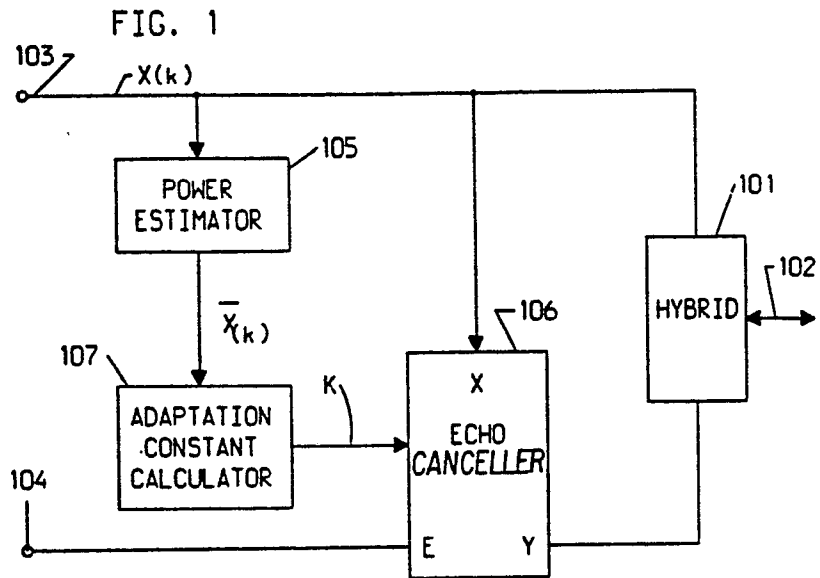 FIG. 1
103
X(k)
105
POWER
ESTIMATOR
101
102
HYBRID
X̅(k)
106
107
K
X
ADAPTATION
CONSTANT
CALCULATOR
ECHO
CANCELLER
104
E
Y